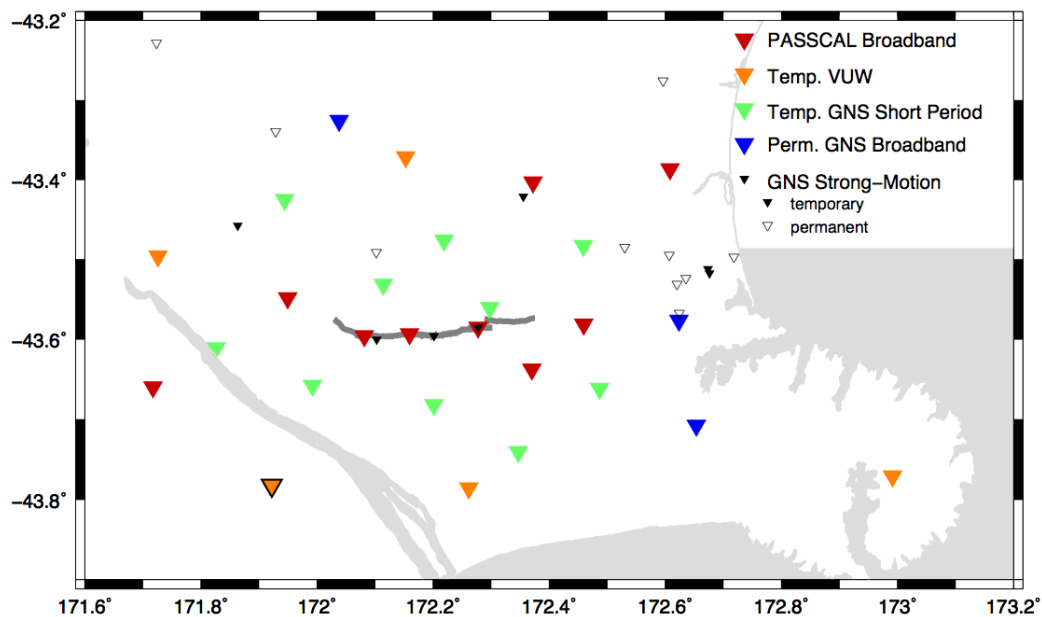 −43.2˚
−43.4˚
−43.6˚
−43.8˚
PASSCAL Broadband
Temp. VUW
Temp. GNS Short Period
Perm. GNS Broadband
GNS Strong−Motion
temporary
permanent
171.6˚ 171.8˚ 172˚ 172.2˚ 172.4˚ 172.6˚ 172.8˚ 173˚ 173.2˚